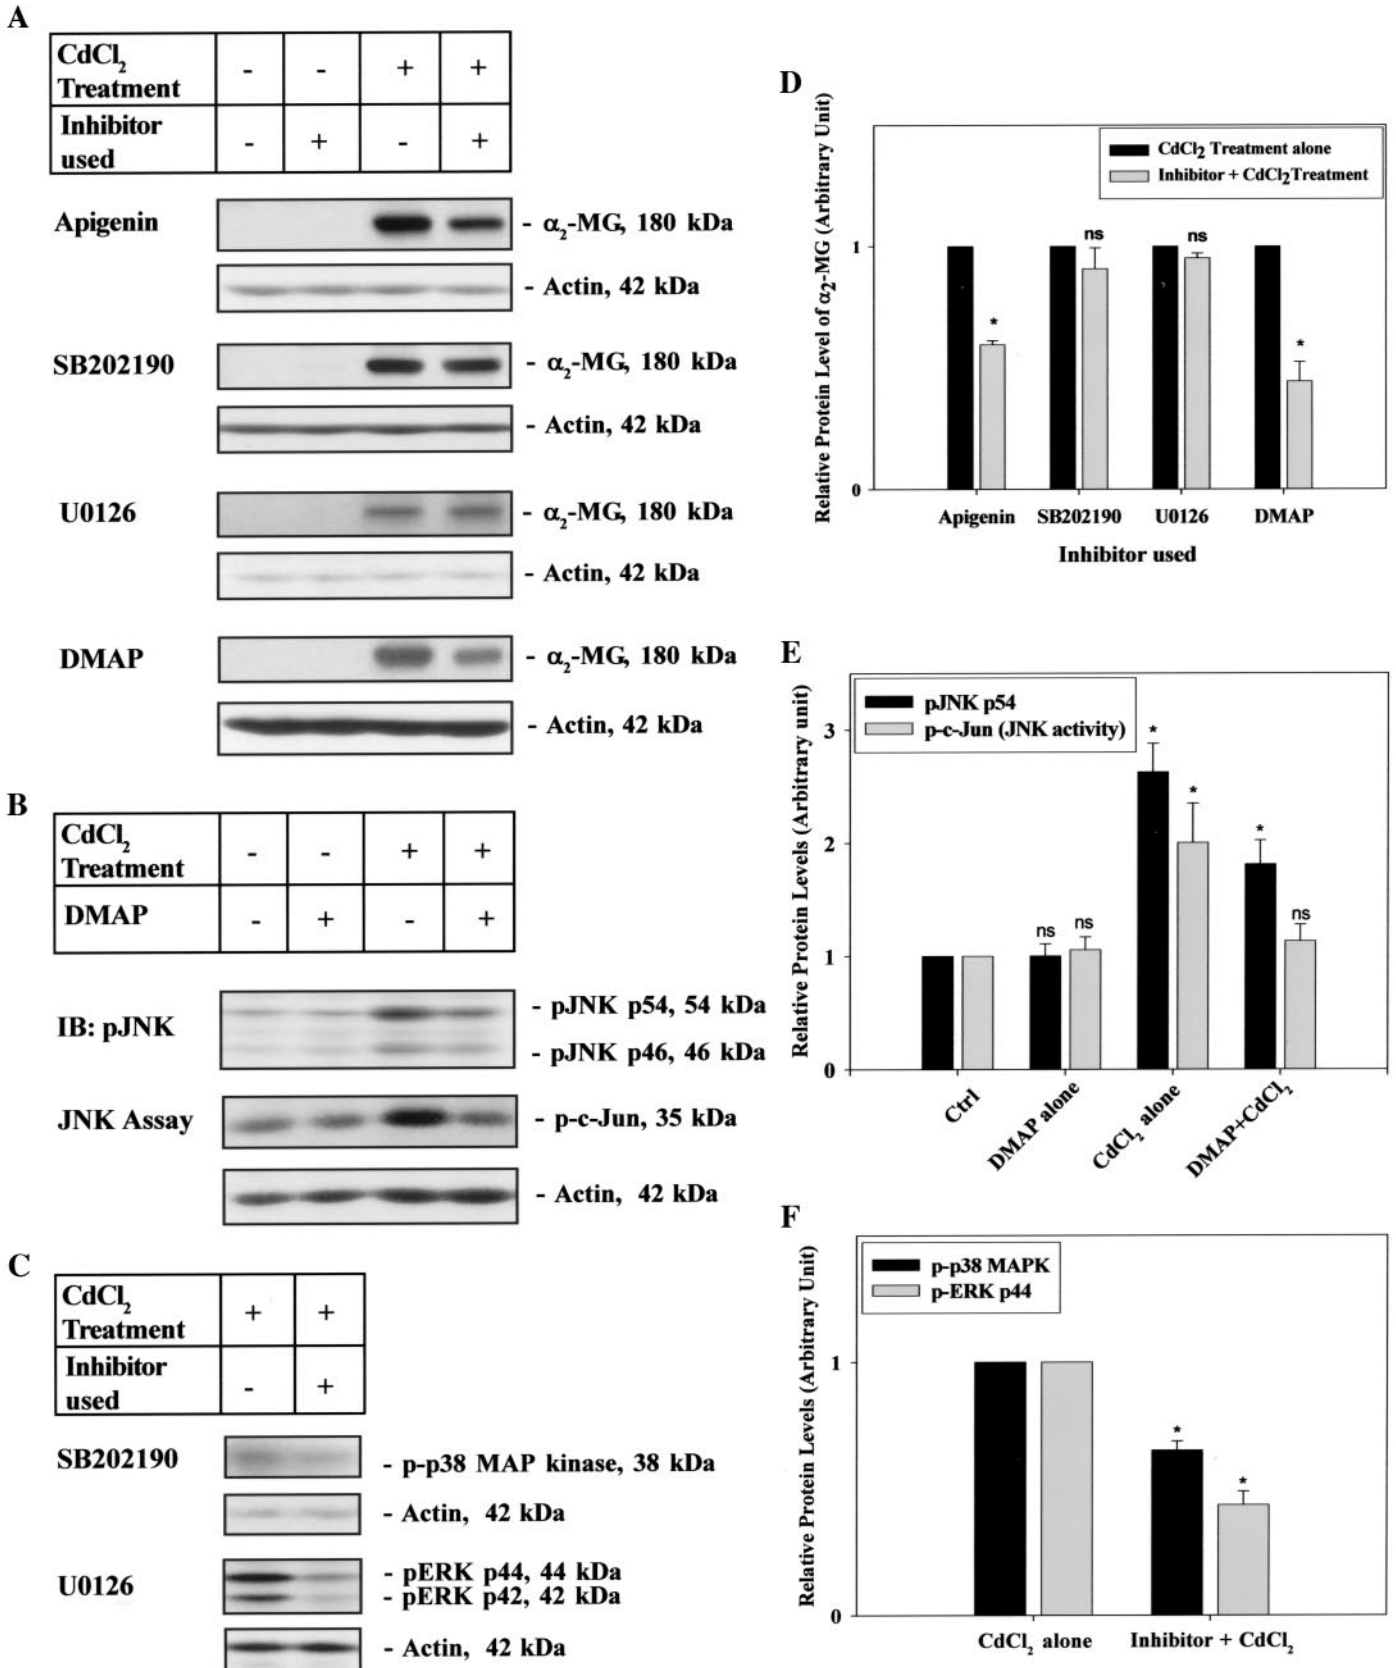 A
CdCl2 Treatment - - + +
Inhibitor used - + - +
Apigenin
- α2-MG, 180 kDa
- Actin, 42 kDa
SB202190
- α2-MG, 180 kDa
- Actin, 42 kDa
U0126
- α2-MG, 180 kDa
- Actin, 42 kDa
DMAP
- α2-MG, 180 kDa
- Actin, 42 kDa
B
CdCl2 Treatment - - + +
DMAP - + - +
IB: pJNK
- pJNK p54, 54 kDa
- pJNK p46, 46 kDa
JNK Assay
- p-c-Jun, 35 kDa
- Actin, 42 kDa
C
CdCl2 Treatment + +
Inhibitor used - +
SB202190
- p-p38 MAP kinase, 38 kDa
- Actin, 42 kDa
U0126
- pERK p44, 44 kDa
- pERK p42, 42 kDa
- Actin, 42 kDa
D
Relative Protein Level of α2-MG (Arbitrary Unit)
CdCl2 Treatment alone
Inhibitor + CdCl2Treatment
1
0
*
ns
ns
*
Apigenin SB202190 U0126 DMAP
Inhibitor used
E
Relative Protein Levels (Arbitrary unit)
pJNK p54
p-c-Jun (JNK activity)
3
2
1
0
ns ns
* *
* ns
Ctrl
DMAP alone
CdCl2 alone
DMAP+CdCl2
F
Relative Protein Levels (Arbitrary Unit)
p-p38 MAPK
p-ERK p44
1
0
* *
CdCl2 alone Inhibitor + CdCl2